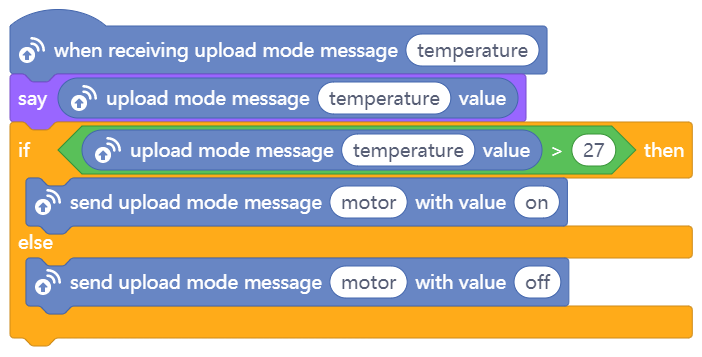 when receiving upload mode message temperature
say upload mode message temperature value
if upload mode message temperature value > 27 then
send upload mode message motor with value on
else
send upload mode message motor with value off